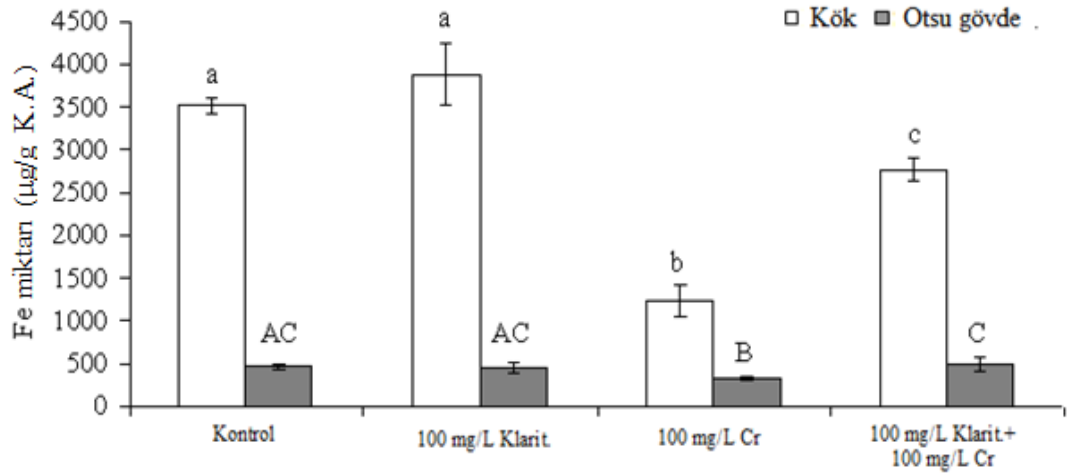 4500
4000
3500
3000
2500
2000
1500
1000
500
0
Fe miktarı (µg/g K.A.)
Kök
Otsu gövde
a
AC
a
AC
b
B
c
C
Kontrol
100 mg/L Klarit.
100 mg/L Cr
100 mg/L Klarit.+
100 mg/L Cr